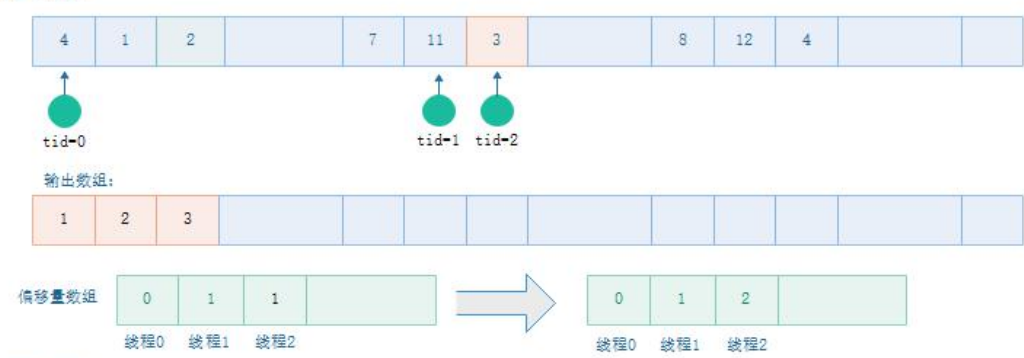 4 1 2 7 11 3 8 12 4
tid=0 tid=1 tid=2
输出数组：
1 2 3
偏移量数组 0 1 1 0 1 2
线程0 线程1 线程2 线程0 线程1 线程2